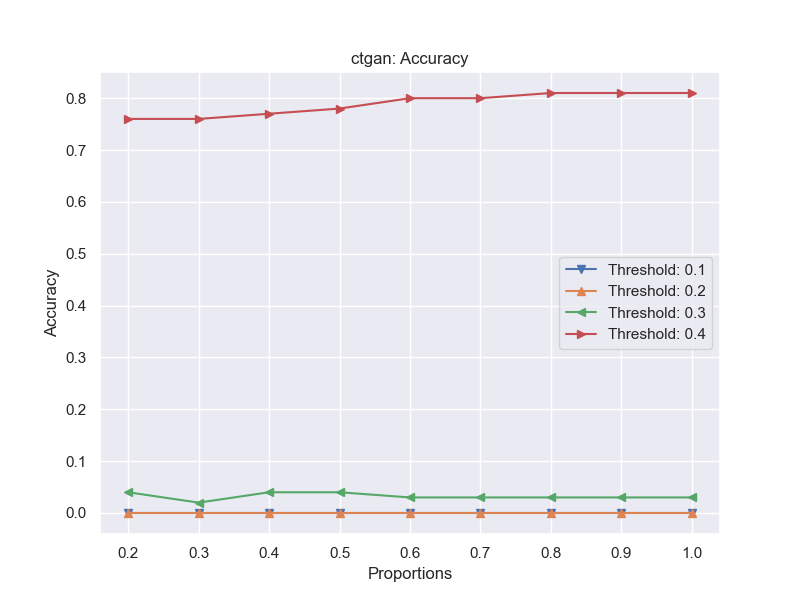 ctgan: Accuracy
Accuracy
0.8
0.7
0.6
0.5
0.4
0.3
0.2
0.1
0.0
Threshold: 0.1
Threshold: 0.2
Threshold: 0.3
Threshold: 0.4
0.2 0.3 0.4 0.5 0.6 0.7 0.8 0.9 1.0
Proportions